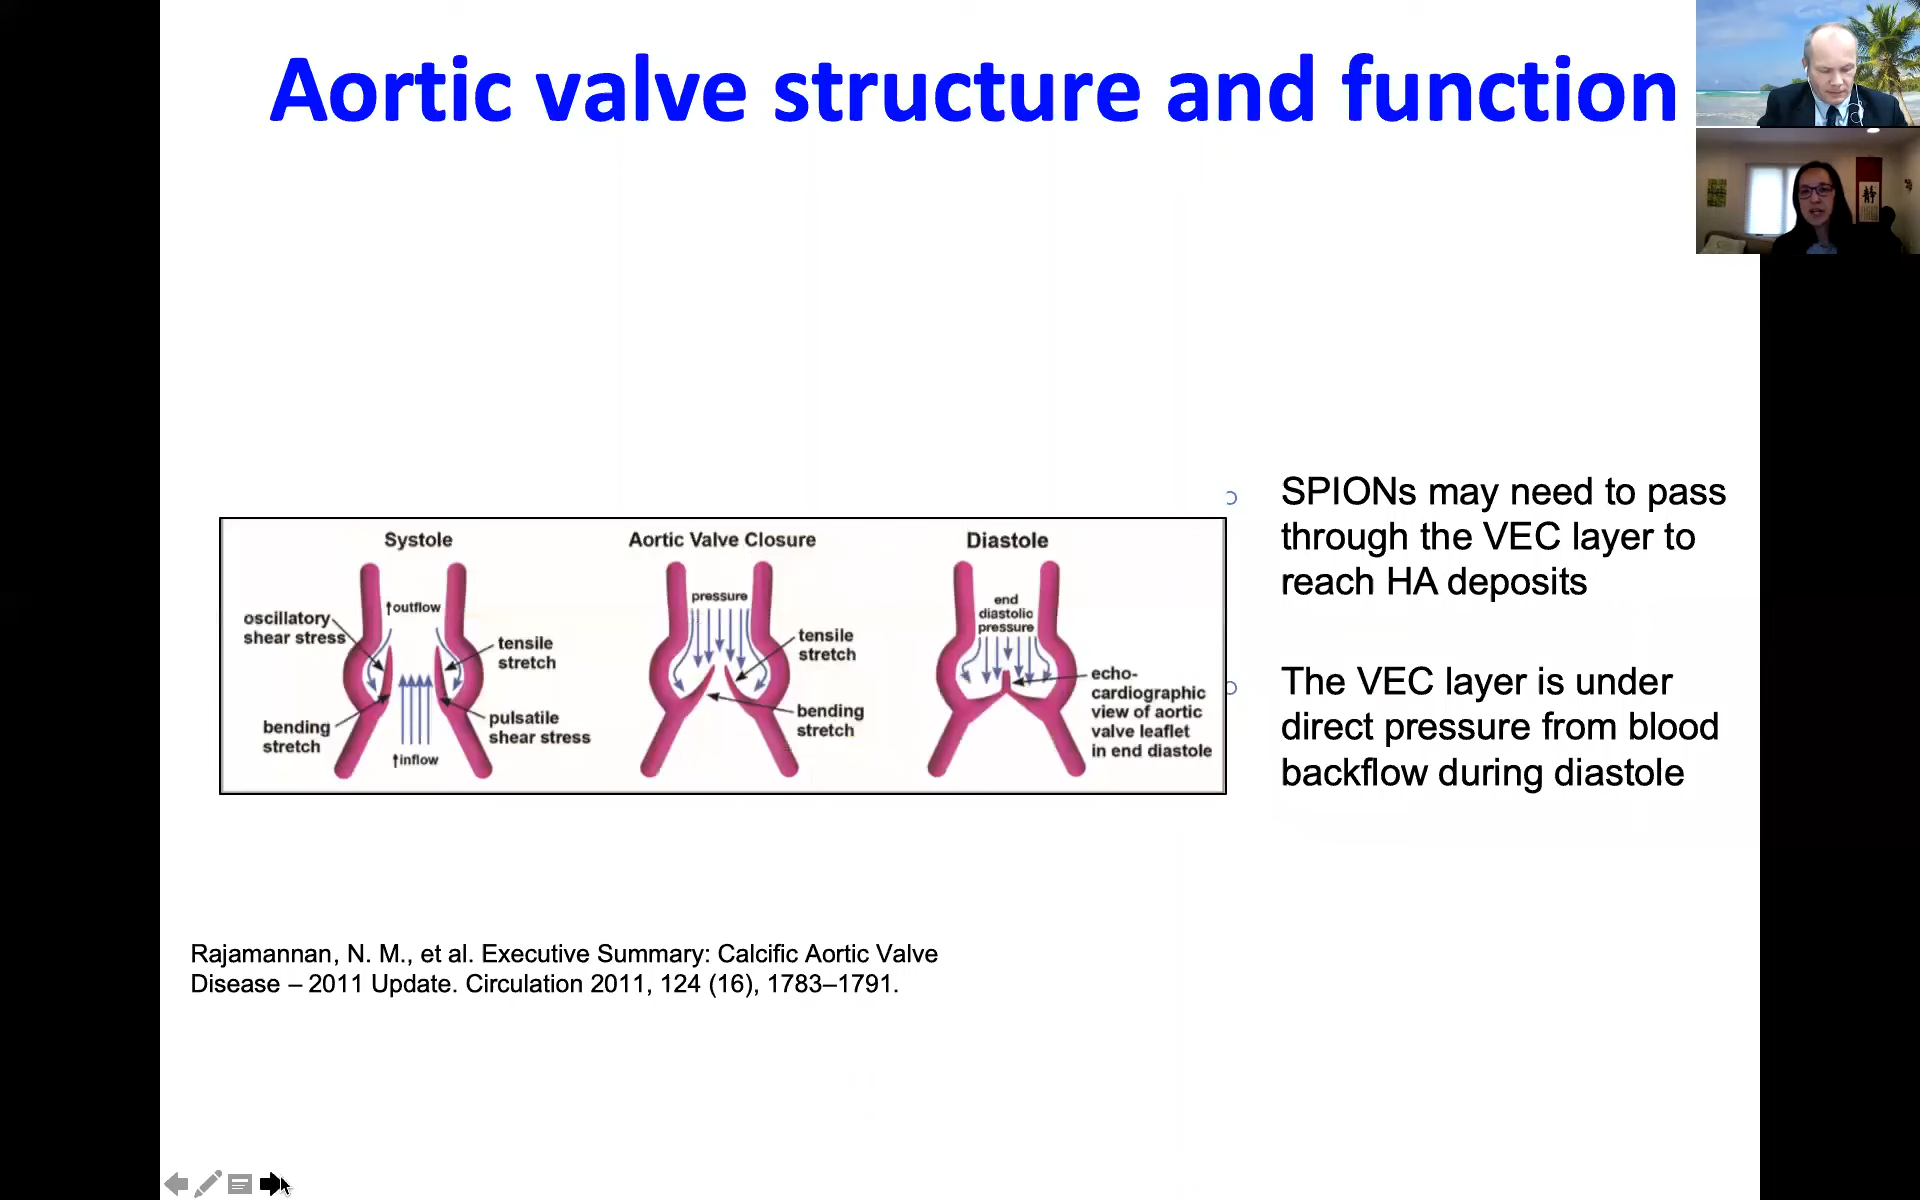 Aortic valve structure and function
Systole
↑outflow
oscillatory
shear stress
tensile
stretch
bending
stretch
pulsatile
shear stress
↑inflow
Aortic Valve Closure
pressure
tensile
stretch
bending
stretch
Diastole
end
diastolic
pressure
echo-
cardiographic
view of aortic
valve leaflet
in end diastole
SPIONs may need to pass
through the VEC layer to
reach HA deposits
The VEC layer is under
direct pressure from blood
backflow during diastole
Rajamannan, N. M., et al. Executive Summary: Calcific Aortic Valve
Disease – 2011 Update. Circulation 2011, 124 (16), 1783–1791.
靜